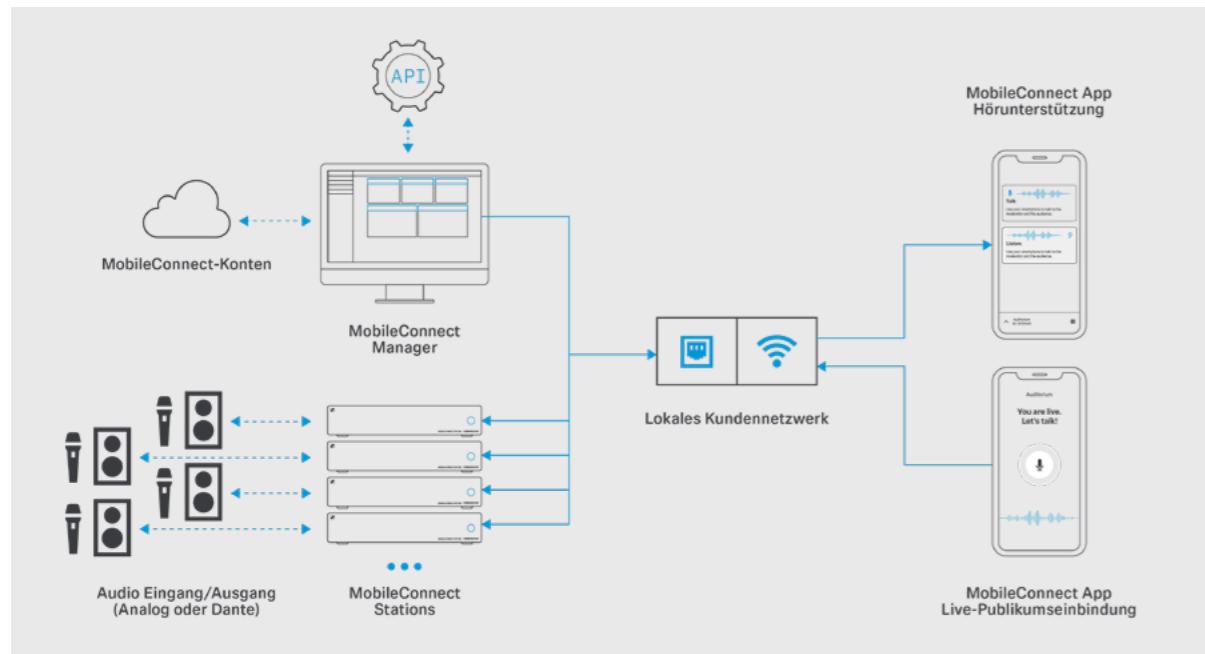 API
MobileConnect App
Hörunterstützung
MobileConnect-Konten
MobileConnect
Manager
Talk
Listen
Lokales Kundennetzwerk
Auditorium
You are live.
Let's talk!
Audio Eingang/Ausgang
(Analog oder Dante)
MobileConnect
Stations
MobileConnect App
Live-Publikumseinbindung